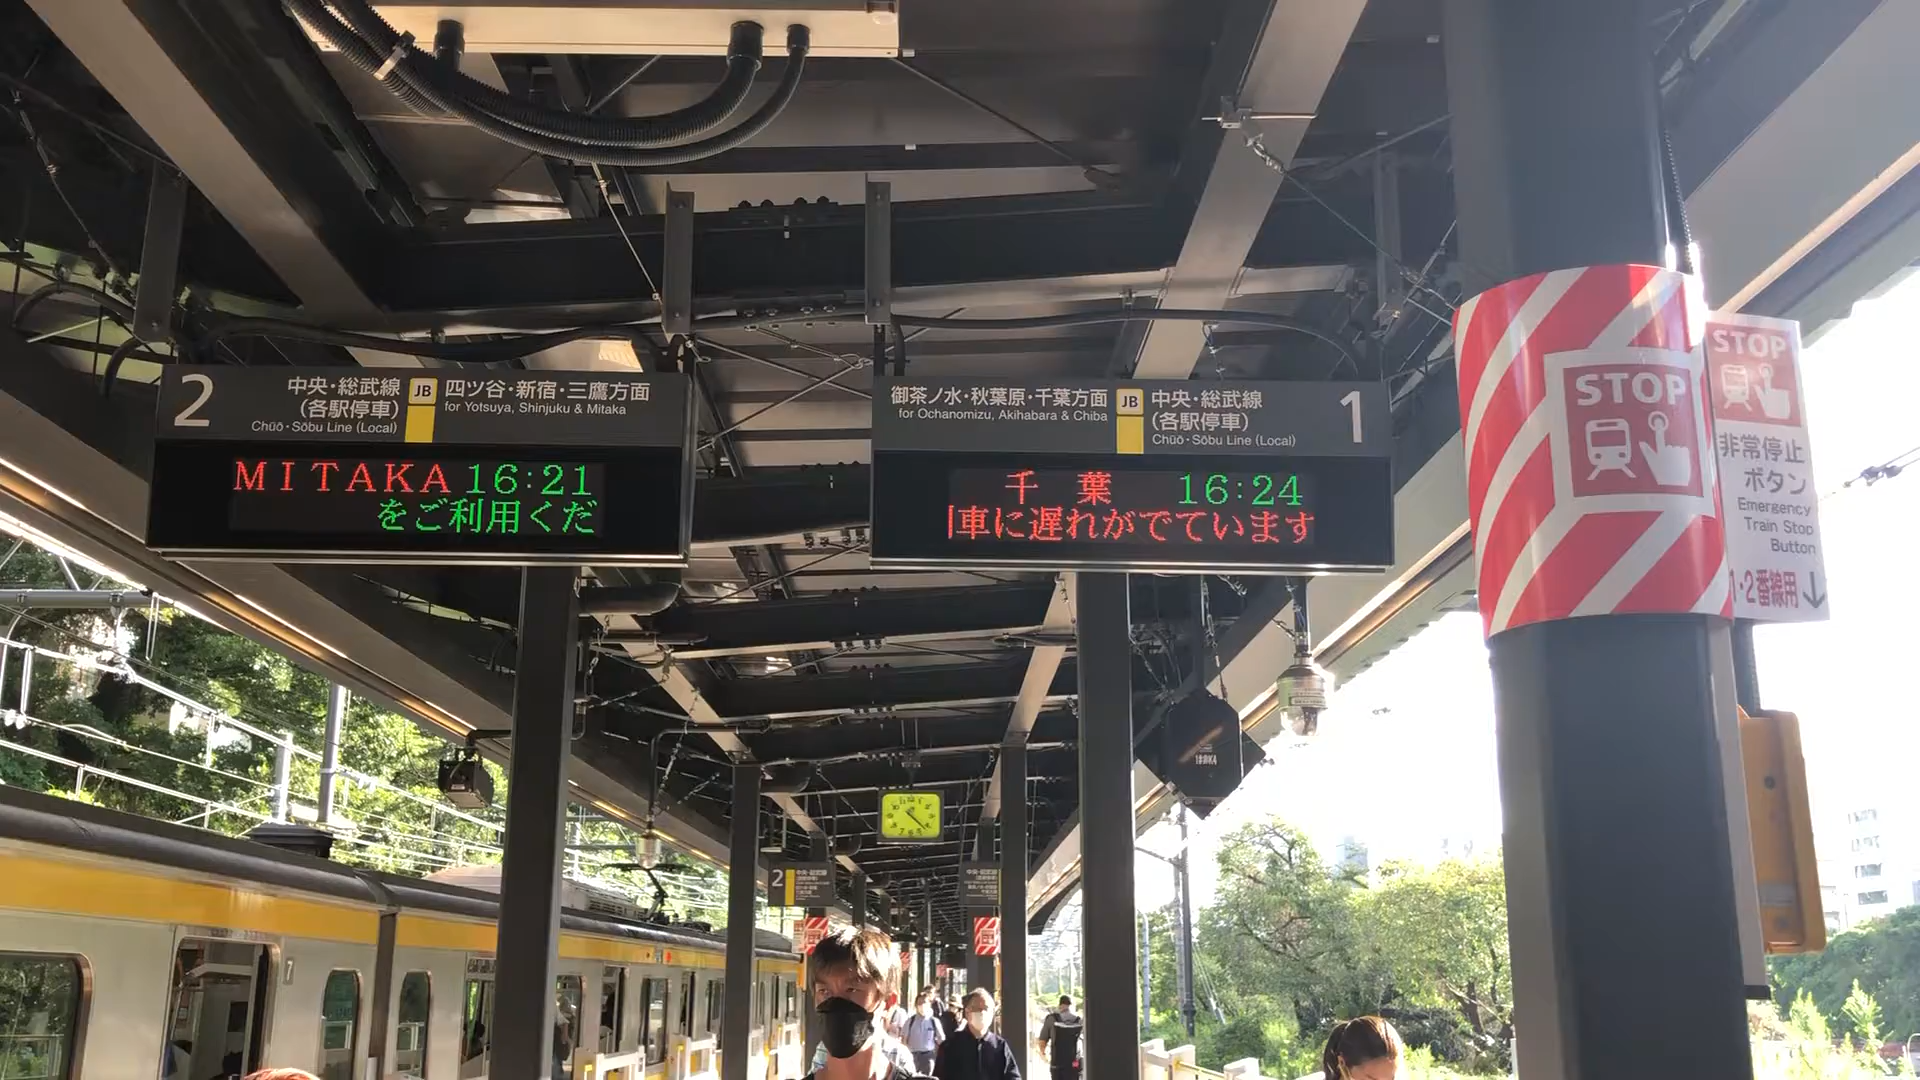 2
中央・総武線
(各駅停車)
Chūō・Sōbu Line (Local)
JB
四ツ谷・新宿・三鷹方面
for Yotsuya, Shinjuku & Mitaka
MITAKA 16:21
をご利用くだ
御茶ノ水・秋葉原・千葉方面
for Ochanomizu, Akihabara & Chiba
JB
中央・総武線
(各駅停車)
Chūō・Sōbu Line (Local)
1
千葉 16:24
車に遅れがでています
STOP
STOP
非常停止
ボタン
Emergency
Train Stop
Button
1・2番線用↓
2
7